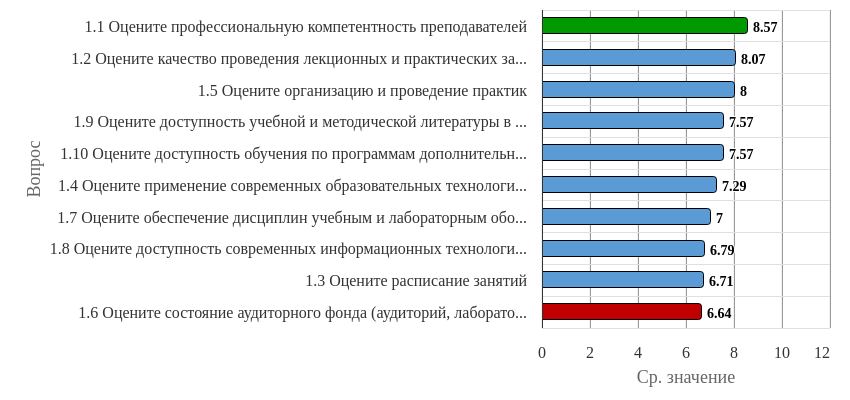 1.1 Оцените профессиональную компетентность преподавателей 8.57
1.2 Оцените качество проведения лекционных и практических за... 8.07
1.5 Оцените организацию и проведение практик 8
1.9 Оцените доступность учебной и методической литературы в ... 7.57
1.10 Оцените доступность обучения по программам дополнительн... 7.57
1.4 Оцените применение современных образовательных технологи... 7.29
1.7 Оцените обеспечение дисциплин учебным и лабораторным обо... 7
1.8 Оцените доступность современных информационных технологи... 6.79
1.3 Оцените расписание занятий 6.71
1.6 Оцените состояние аудиторного фонда (аудиторий, лаборато... 6.64
Вопрос
0 2 4 6 8 10 12
Ср. значение